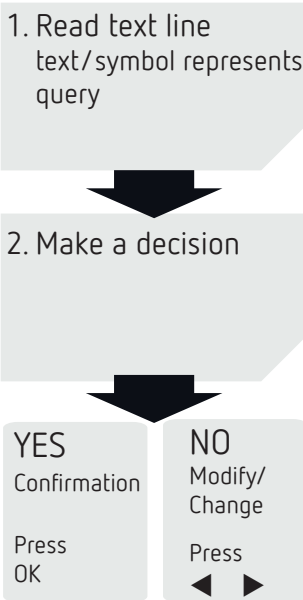 1. Read text line
text/symbol represents
query
2. Make a decision
YES
Confirmation
Press
OK
NO
Modify/
Change
Press
◀ ▶